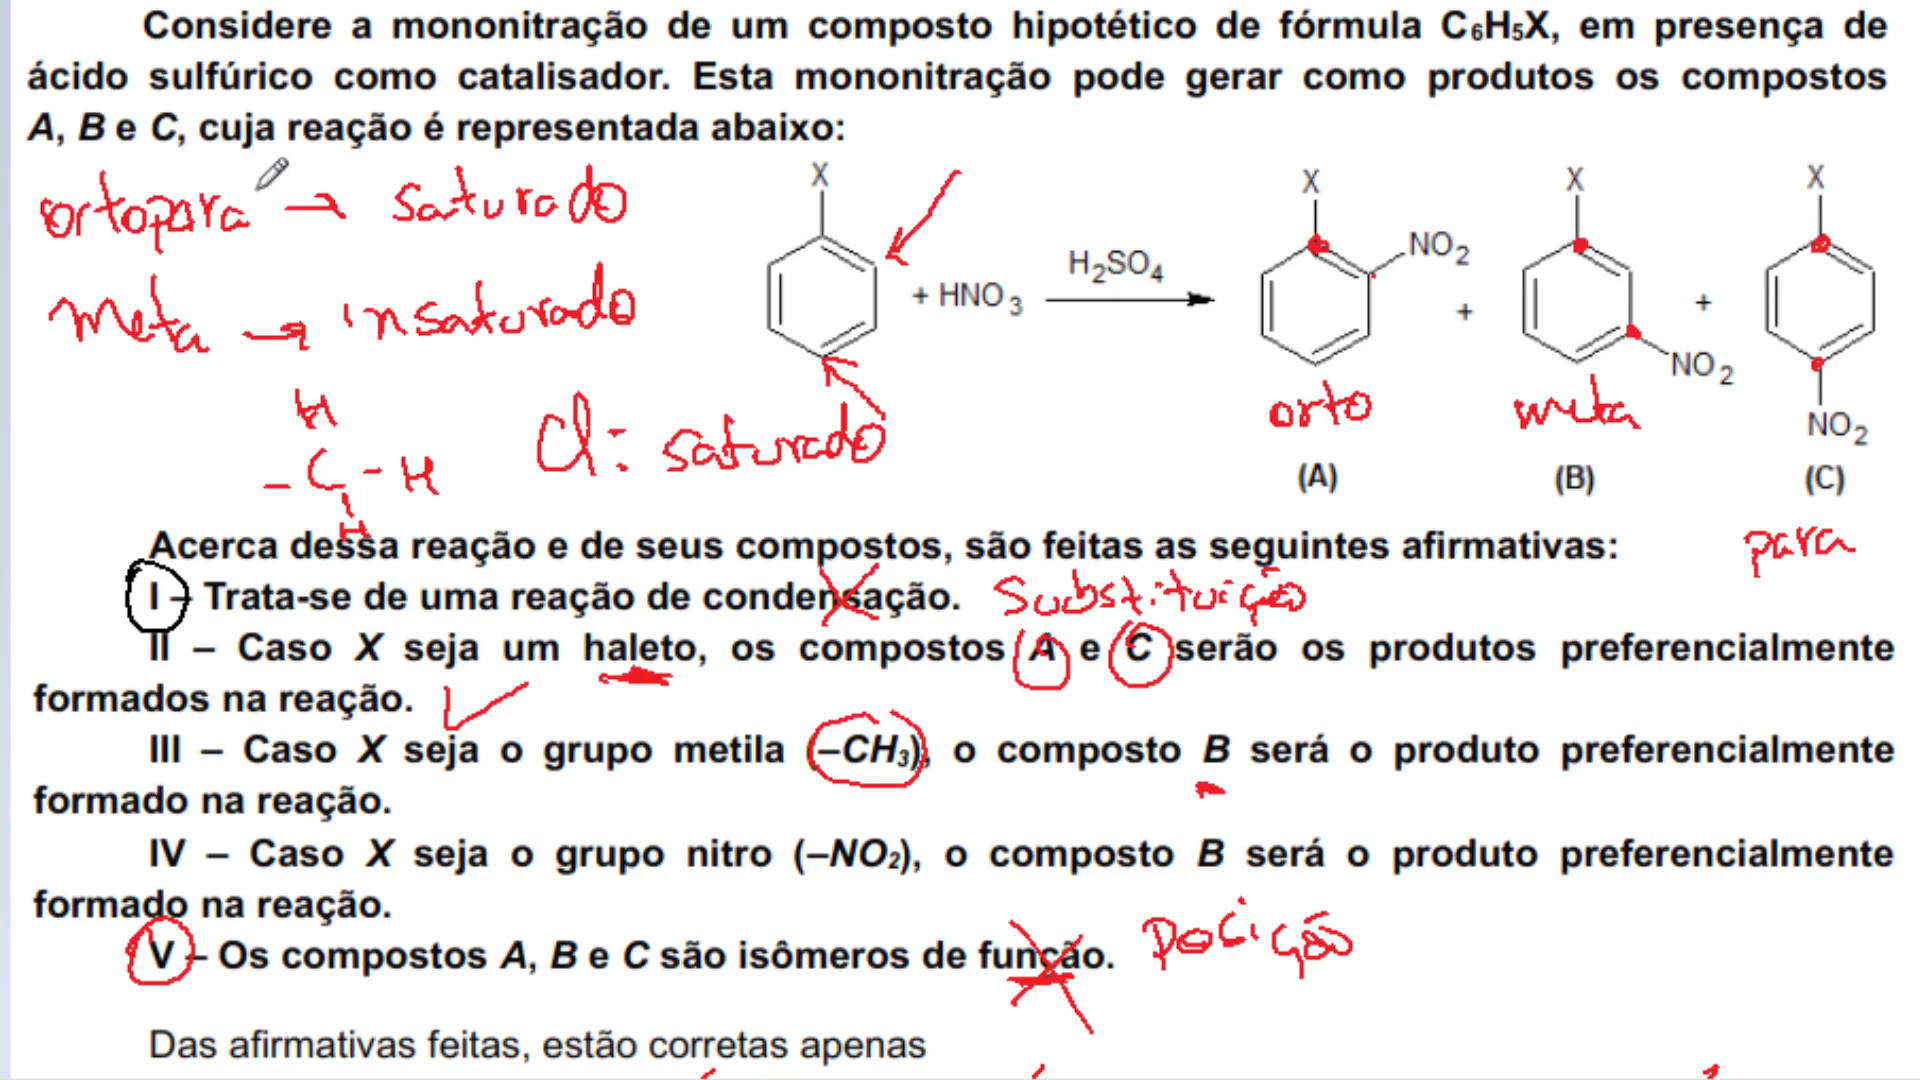 Considere a mononitração de um composto hipotético de fórmula C₆H₅X, em presença de
ácido sulfúrico como catalisador. Esta mononitração pode gerar como produtos os compostos
A, B e C, cuja reação é representada abaixo:
ortopara → saturado
Meta → insaturado
H
– C – H
H
Cl: saturado
X
+ HNO₃
H₂SO₄
X
NO₂
+
X
NO₂
+
X
NO₂
orto
meta
(A)
(B)
(C)
para
Acerca dessa reação e de seus compostos, são feitas as seguintes afirmativas:
I – Trata-se de uma reação de condensação. Substituição
II – Caso X seja um haleto, os compostos A e C serão os produtos preferencialmente
formados na reação.
III – Caso X seja o grupo metila (–CH₃), o composto B será o produto preferencialmente
formado na reação.
IV – Caso X seja o grupo nitro (–NO₂), o composto B será o produto preferencialmente
formado na reação.
V – Os compostos A, B e C são isômeros de função. Posição
Das afirmativas feitas, estão corretas apenas